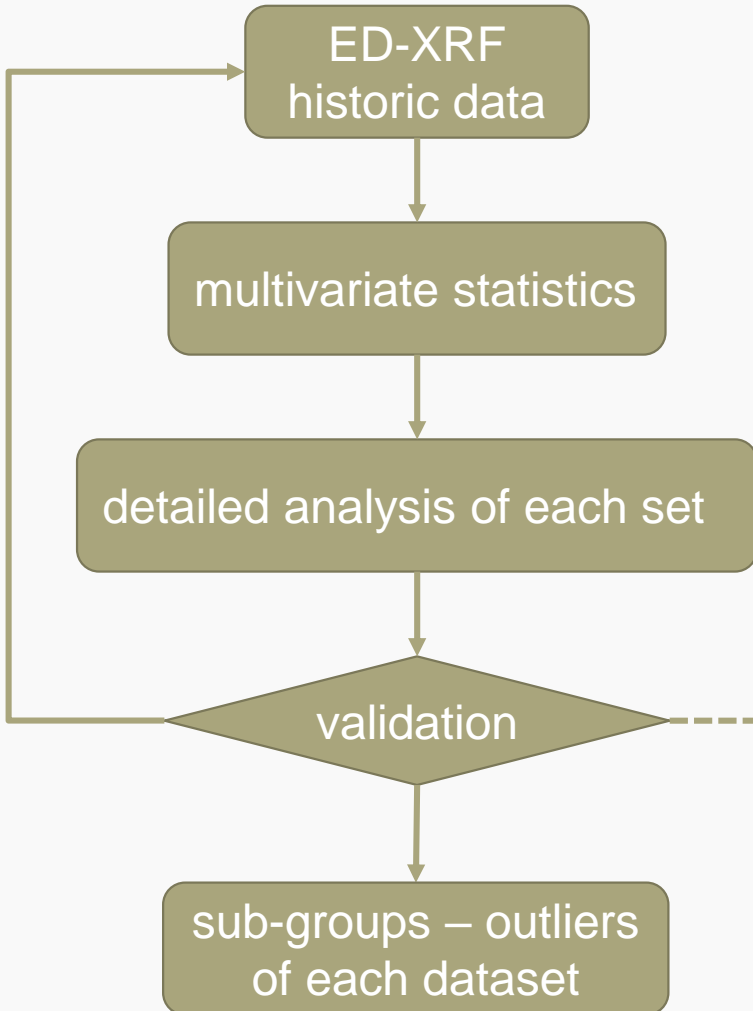 ED-XRF
historic data
multivariate statistics
detailed analysis of each set
validation
sub-groups – outliers
of each dataset